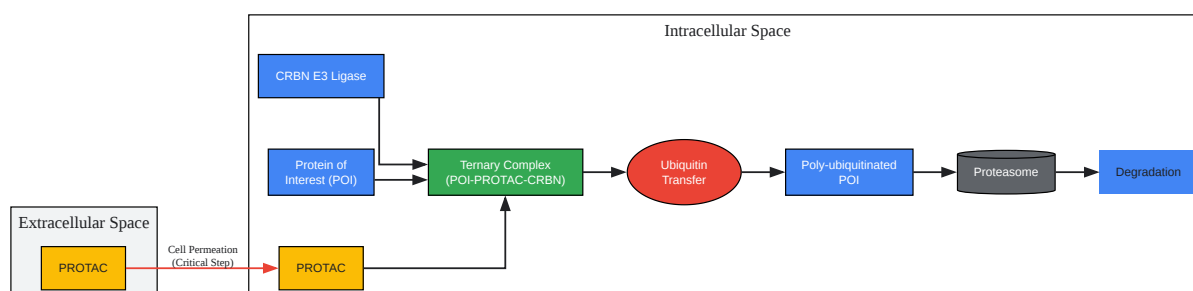 Intracellular Space
CRBN E3 Ligase
Protein of
Interest (POI)
Ternary Complex
(POI-PROTAC-CRBN)
Ubiquitin
Transfer
Poly-ubiquitinated
POI
Proteasome
Degradation
Extracellular Space
PROTAC
Cell Permeation
(Critical Step)
PROTAC